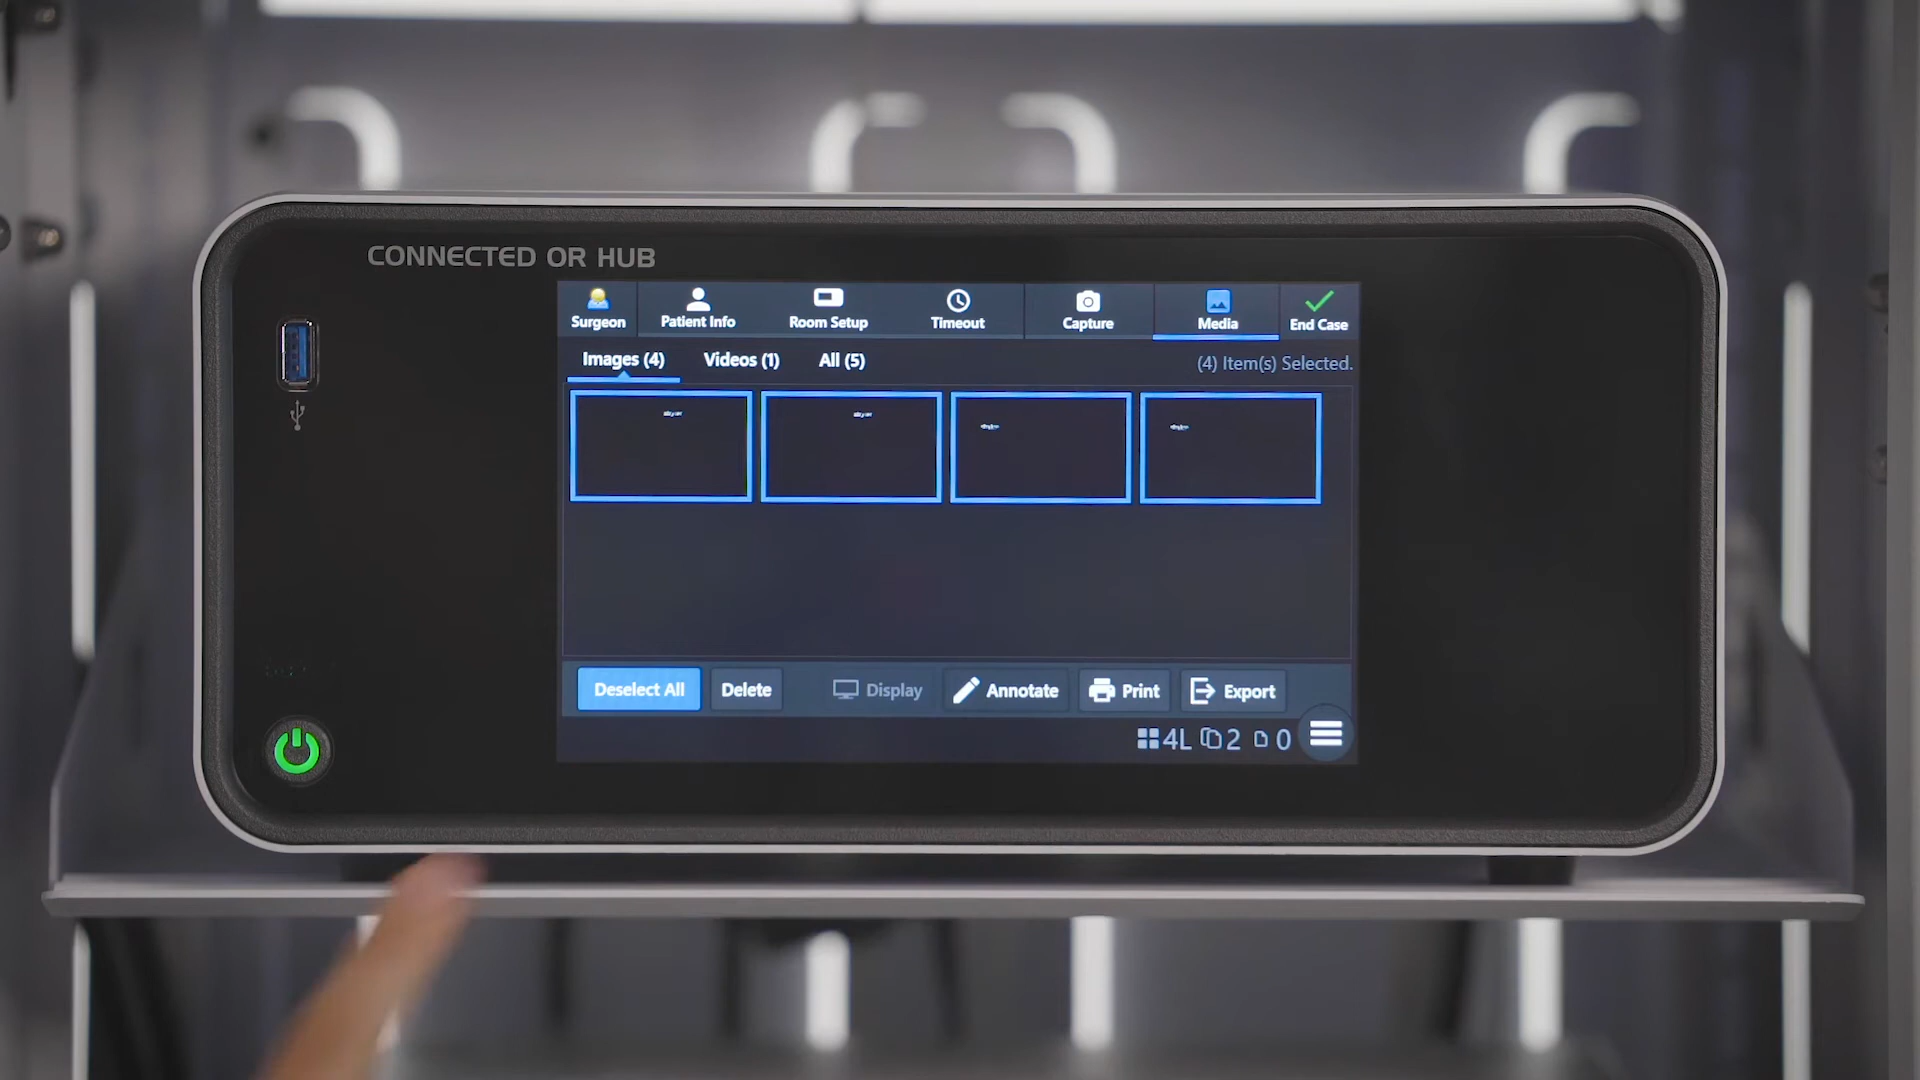 CONNECTED OR HUB
Surgeon
Patient Info
Room Setup
Timeout
Capture
Media
End Case
Images (4)
Videos (1)
All (5)
(4) Item(s) Selected.
Deselect All
Delete
Display
Annotate
Print
Export
4L 2 0